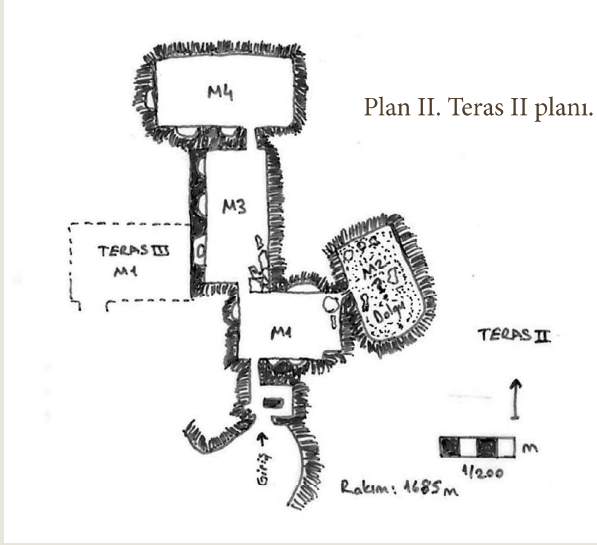 M4
Plan II. Teras II planı.
M3
TERAS III
M1
M2
Dolgu
M1
TERAS II
Giriş
m
1/200
Rakım: 1685 m